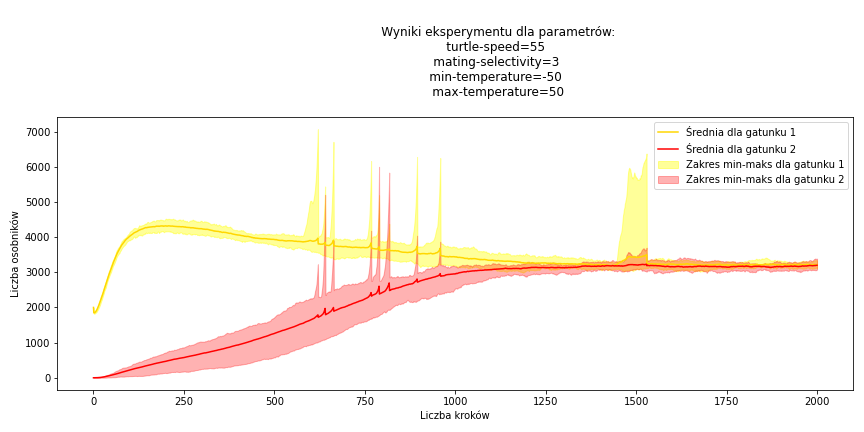 Wyniki eksperymentu dla parametrów:
turtle-speed=55
mating-selectivity=3
min-temperature=-50
max-temperature=50
Liczba osobników
7000
6000
5000
4000
3000
2000
1000
0
Średnia dla gatunku 1
Średnia dla gatunku 2
Zakres min-maks dla gatunku 1
Zakres min-maks dla gatunku 2
0 250 500 750 1000 1250 1500 1750 2000
Liczba kroków